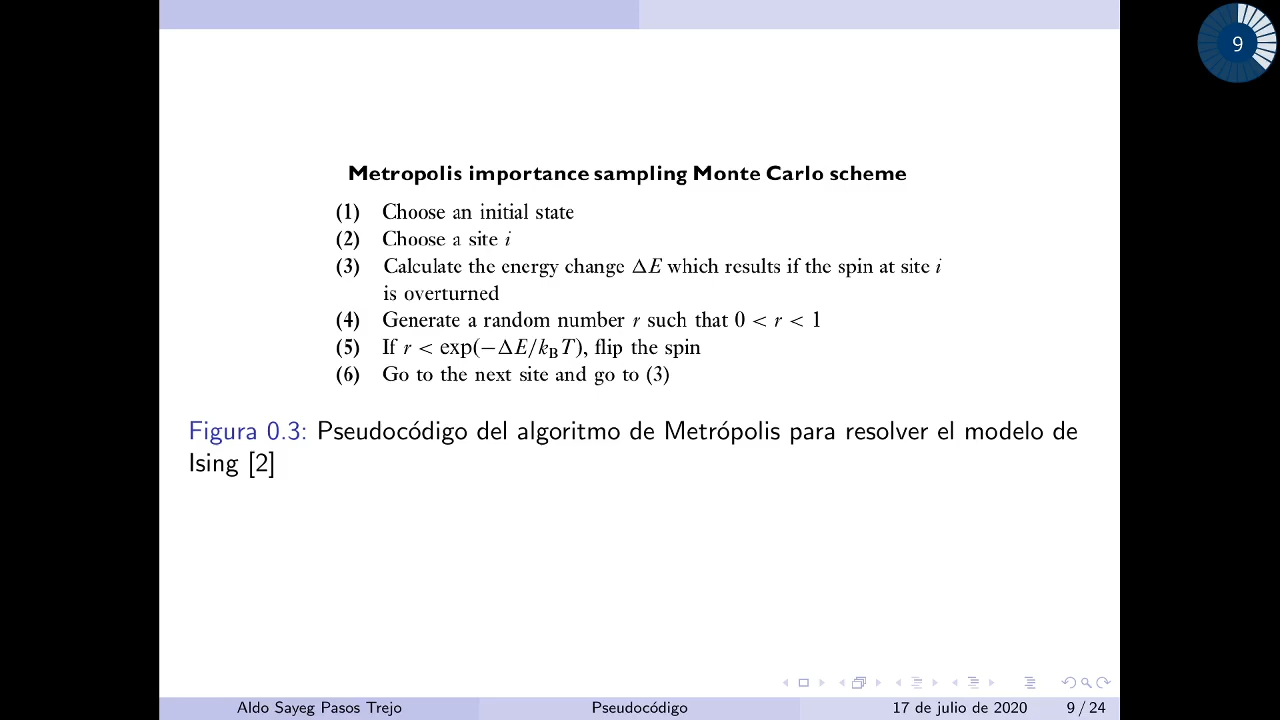 9
Metropolis importance sampling Monte Carlo scheme
(1) Choose an initial state
(2) Choose a site i
(3) Calculate the energy change ΔE which results if the spin at site i
is overturned
(4) Generate a random number r such that 0 < r < 1
(5) If r < exp(−ΔE/k_BT), flip the spin
(6) Go to the next site and go to (3)
Figura 0.3: Pseudocódigo del algoritmo de Metrópolis para resolver el modelo de
Ising [2]
Aldo Sayeg Pasos Trejo Pseudocódigo 17 de julio de 2020 9 / 24